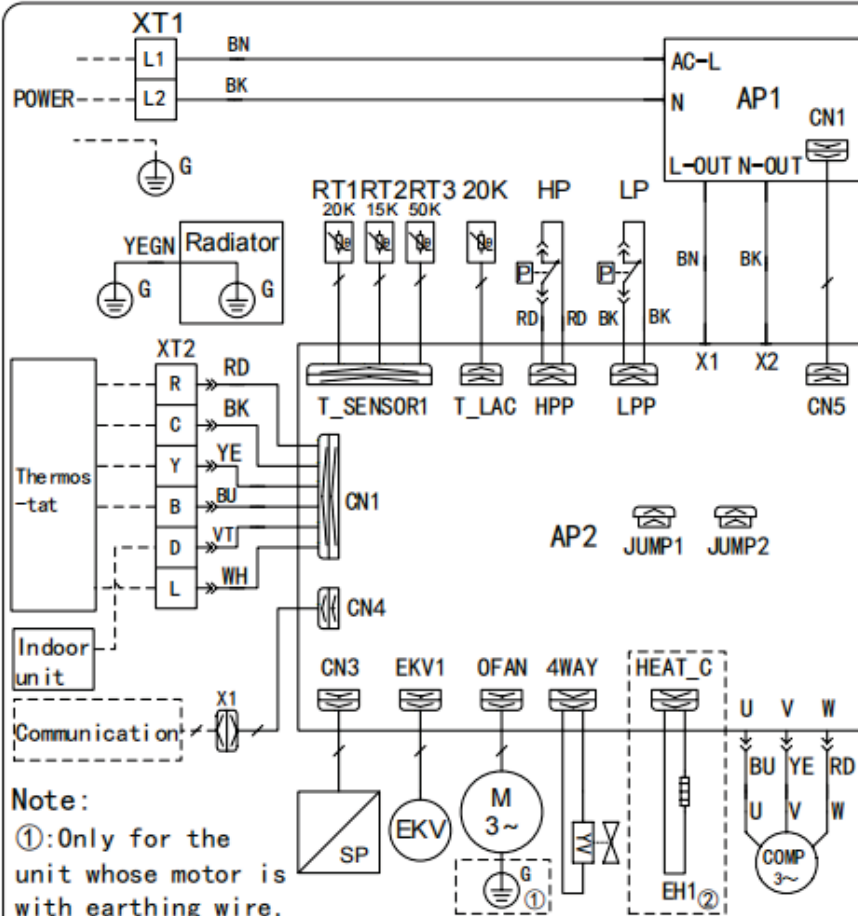 XT1
L1 BN AC-L
POWER L2 BK N AP1
CN1
G
L-OUT N-OUT
RT1 RT2 RT3 20K HP LP
20K 15K 50K
YEGN Radiator
G G
P P
BN BK
RD RD BK BK
XT2
X1 X2
R RD
T_SENSOR1 T_LAC HPP LPP CN5
C BK
Y YE
Thermos
-tat
B BU
CN1
D VT
AP2 JUMP1 JUMP2
L WH
CN4
Indoor
unit
CN3 EKV1 OFAN 4WAY HEAT_C
X1
U V W
Communication
BU YE RD
Note:
M
3~
EKV
SP
YV
U V W
①:Only for the
COMP
3~
unit whose motor is
G ①
EH1 ②
with earthing wire.